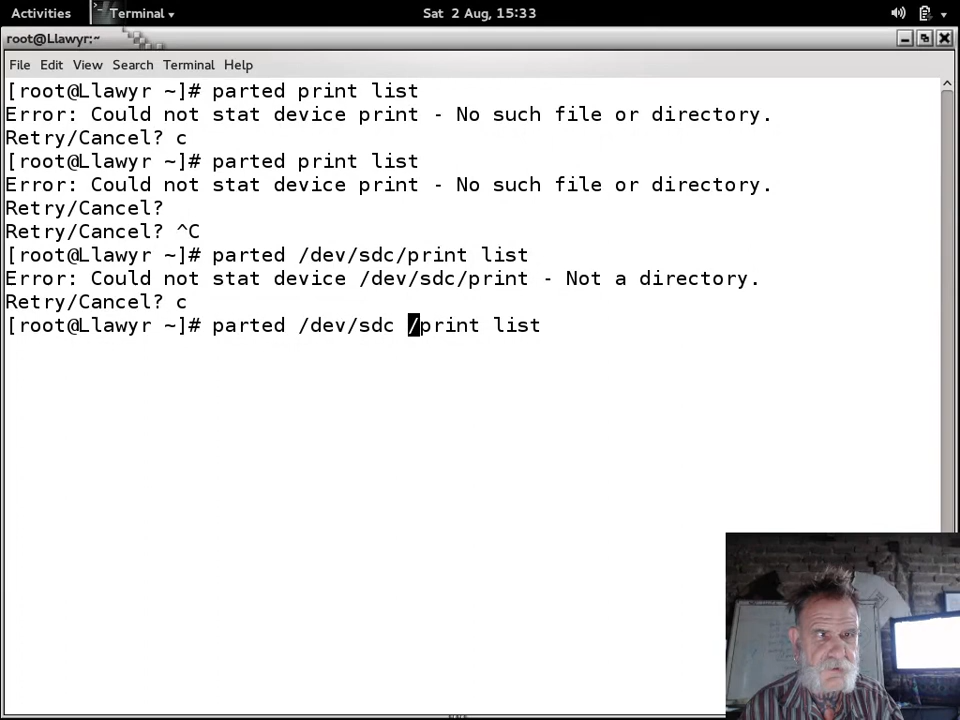 Activities
Terminal
Sat 2 Aug, 15:33
root@Llawyr:~
File Edit View Search Terminal Help
[root@Llawyr ~]# parted print list
Error: Could not stat device print - No such file or directory.
Retry/Cancel? c
[root@Llawyr ~]# parted print list
Error: Could not stat device print - No such file or directory.
Retry/Cancel?
Retry/Cancel? ^C
[root@Llawyr ~]# parted /dev/sdc/print list
Error: Could not stat device /dev/sdc/print - Not a directory.
Retry/Cancel? c
[root@Llawyr ~]# parted /dev/sdc /print list